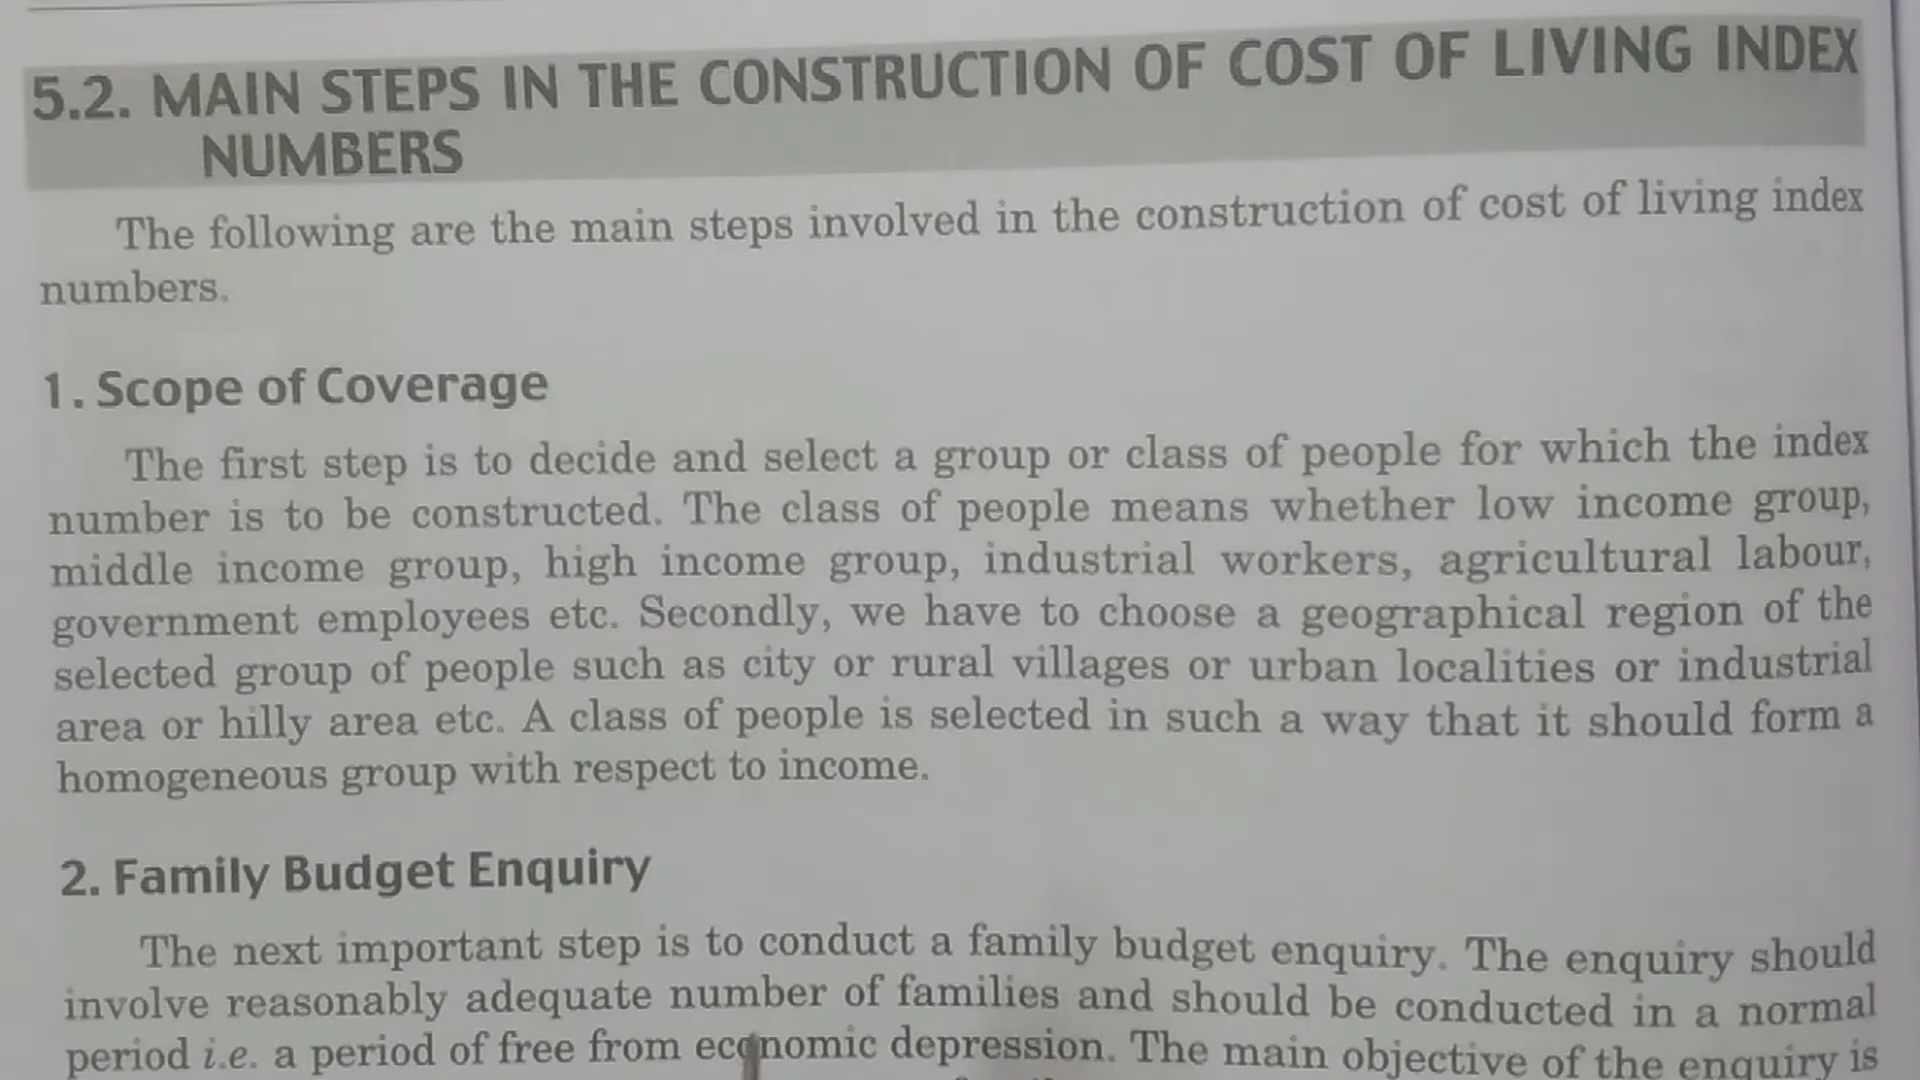 5.2. MAIN STEPS IN THE CONSTRUCTION OF COST OF LIVING INDEX
NUMBERS
The following are the main steps involved in the construction of cost of living index
numbers.
1. Scope of Coverage
The first step is to decide and select a group or class of people for which the index
number is to be constructed. The class of people means whether low income group,
middle income group, high income group, industrial workers, agricultural labour,
government employees etc. Secondly, we have to choose a geographical region of the
selected group of people such as city or rural villages or urban localities or industrial
area or hilly area etc. A class of people is selected in such a way that it should form a
homogeneous group with respect to income.
2. Family Budget Enquiry
The next important step is to conduct a family budget enquiry. The enquiry should
involve reasonably adequate number of families and should be conducted in a normal
period i.e. a period of free from economic depression. The main objective of the enquiry is